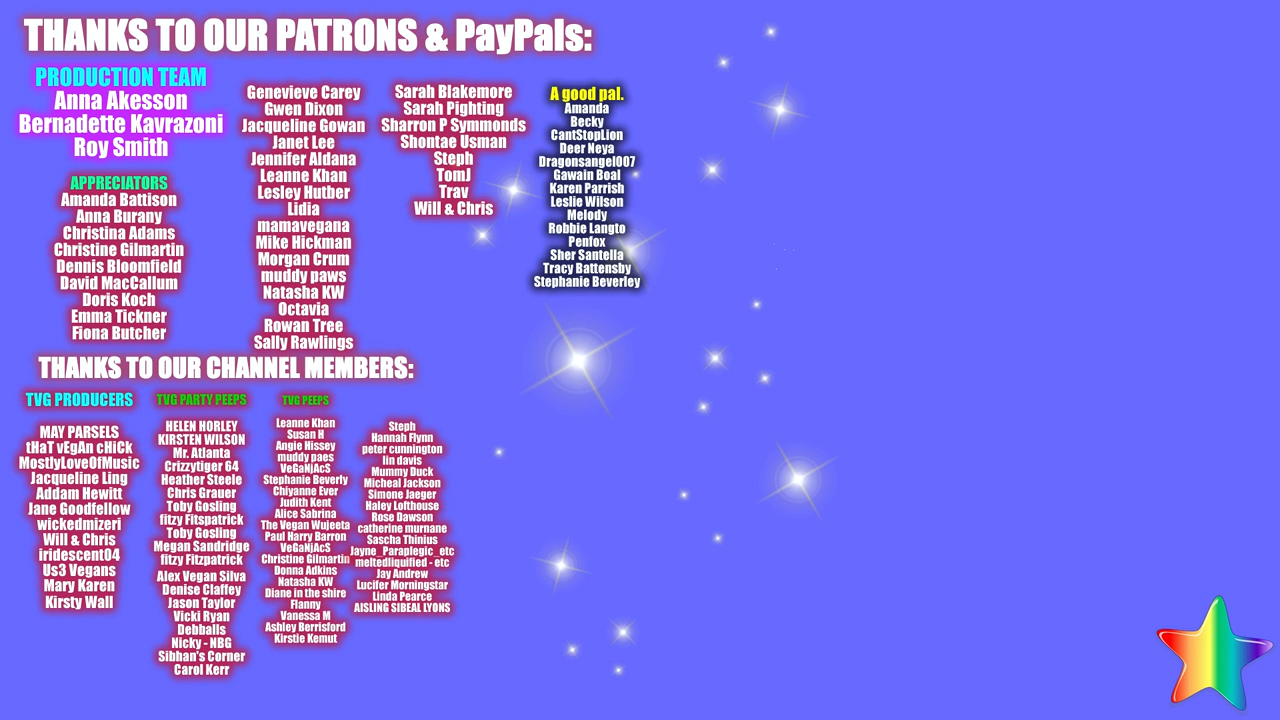 THANKS TO OUR PATRONS & PayPals:
PRODUCTION TEAM
Anna Akesson
Bernadette Kavrazoni
Roy Smith
APPRECIATORS
Amanda Battison
Anna Burany
Christina Adams
Christine Gilmartin
Dennis Bloomfield
David MacCallum
Doris Koch
Emma Tickner
Fiona Butcher
Genevieve Carey
Gwen Dixon
Jacqueline Gowan
Janet Lee
Jennifer Aldana
Leanne Khan
Lesley Hutber
Lidia
mamavegana
Mike Hickman
Morgan Crum
muddy paws
Natasha KW
Octavia
Rowan Tree
Sally Rawlings
Sarah Blakemore
Sarah Pighting
Sharron P Symmonds
Shontae Usman
Steph
TomJ
Trav
Will & Chris
A good pal.
Amanda
Becky
CantStopLion
Deer Neya
Dragonsangel007
Gawain Boal
Karen Parrish
Leslie Wilson
Melody
Robbie Langto
Penfox
Sher Santella
Tracy Battensby
Stephanie Beverley
THANKS TO OUR CHANNEL MEMBERS:
TVG PRODUCERS
MAY PARSELS
tHaT vEgAn cHiCk
MostlyLoveOfMusic
Jacqueline Ling
Addam Hewitt
Jane Goodfellow
wickedmizeri
Will & Chris
iridescent04
Us3 Vegans
Mary Karen
Kirsty Wall
TVG PARTY PEEPS
HELEN HORLEY
KIRSTEN WILSON
Mr. Atlanta
Crizzytiger 64
Heather Steele
Chris Grauer
Toby Gosling
fitzy Fitspatrick
Toby Gosling
Megan Sandridge
fitzy Fitzpatrick
Alex Vegan Silva
Denise Claffey
Jason Taylor
Vicki Ryan
Debballs
Nicky - NBG
Sibhan's Corner
Carol Kerr
TVG PEEPS
Leanne Khan
Susan H
Angie Hissey
muddy paes
VeGaNjAcS
Stephanie Beverly
Chiyanne Ever
Judith Kent
Alice Sabrina
The Vegan Wujeeta
Paul Harry Barron
VeGaNjAcS
Christine Gilmartin
Donna Adkins
Natasha KW
Diane in the shire
Flanny
Vanessa M
Ashley Berrisford
Kirstie Kemut
Steph
Hannah Flynn
peter cunnington
lin davis
Mummy Duck
Micheal Jackson
Simone Jaeger
Haley Lofthouse
Rose Dawson
catherine murnane
Sascha Thinius
Jayne_Paraplegic_etc
meltedliquified - etc
Jay Andrew
Lucifer Morningstar
Linda Pearce
AISLING SIBEAL LYONS